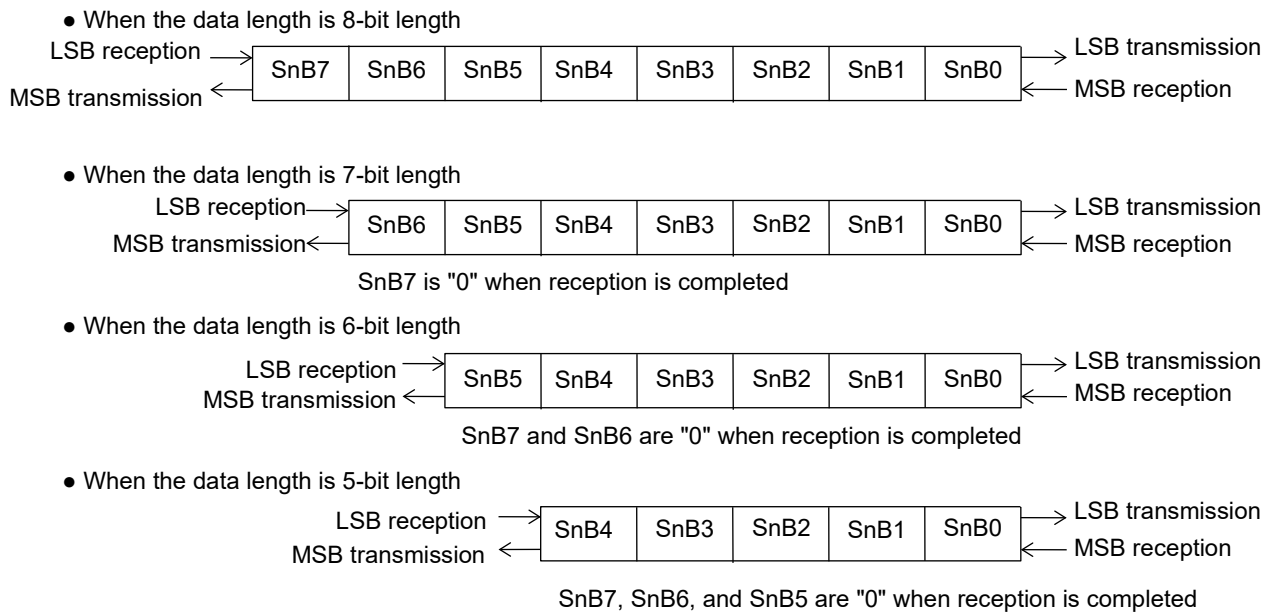 ● When the data length is 8-bit length
LSB reception
MSB transmission
SnB7 SnB6 SnB5 SnB4 SnB3 SnB2 SnB1 SnB0
LSB transmission
MSB reception
● When the data length is 7-bit length
LSB reception
MSB transmission
SnB6 SnB5 SnB4 SnB3 SnB2 SnB1 SnB0
LSB transmission
MSB reception
SnB7 is "0" when reception is completed
● When the data length is 6-bit length
LSB reception
MSB transmission
SnB5 SnB4 SnB3 SnB2 SnB1 SnB0
LSB transmission
MSB reception
SnB7 and SnB6 are "0" when reception is completed
● When the data length is 5-bit length
LSB reception
MSB transmission
SnB4 SnB3 SnB2 SnB1 SnB0
LSB transmission
MSB reception
SnB7, SnB6, and SnB5 are "0" when reception is completed